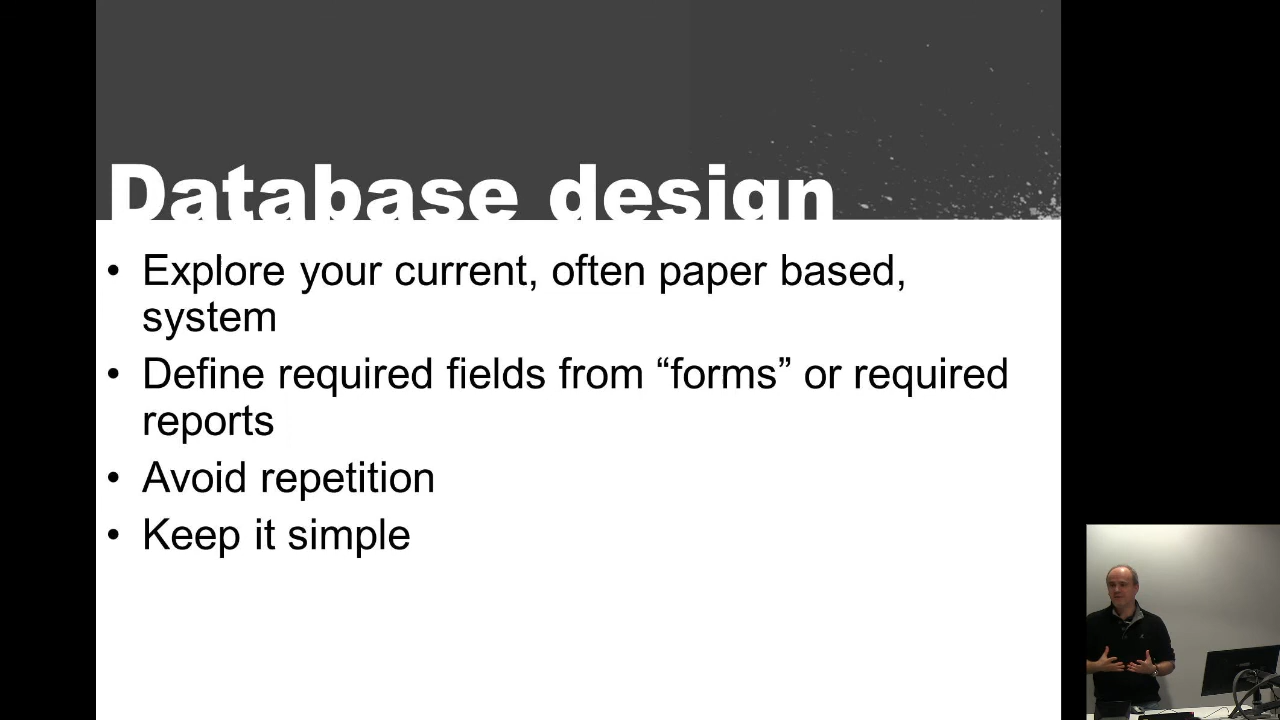 Database design
• Explore your current, often paper based,
system
• Define required fields from “forms” or required
reports
• Avoid repetition
• Keep it simple